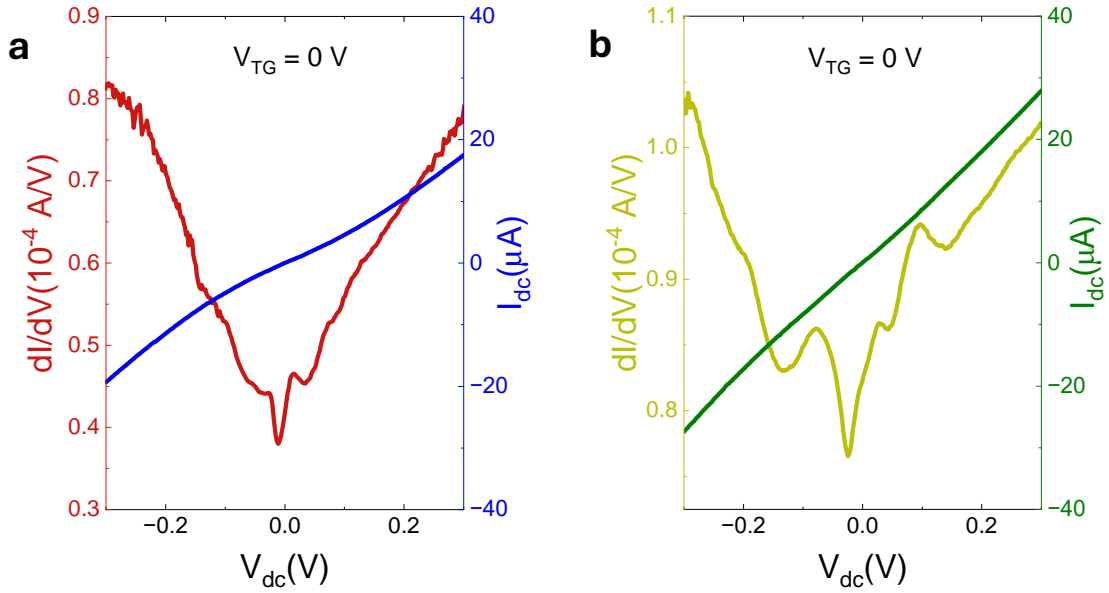 a
V_TG = 0 V
dI/dV(10⁻⁴ A/V)
0.9
0.8
0.7
0.6
0.5
0.4
0.3
40
20
0
−20
−40
I_dc(μA)
−0.2
0.0
0.2
V_dc(V)
b
V_TG = 0 V
dI/dV(10⁻⁴ A/V)
1.1
1.0
0.9
0.8
40
20
0
−20
−40
I_dc(μA)
−0.2
0.0
0.2
V_dc(V)